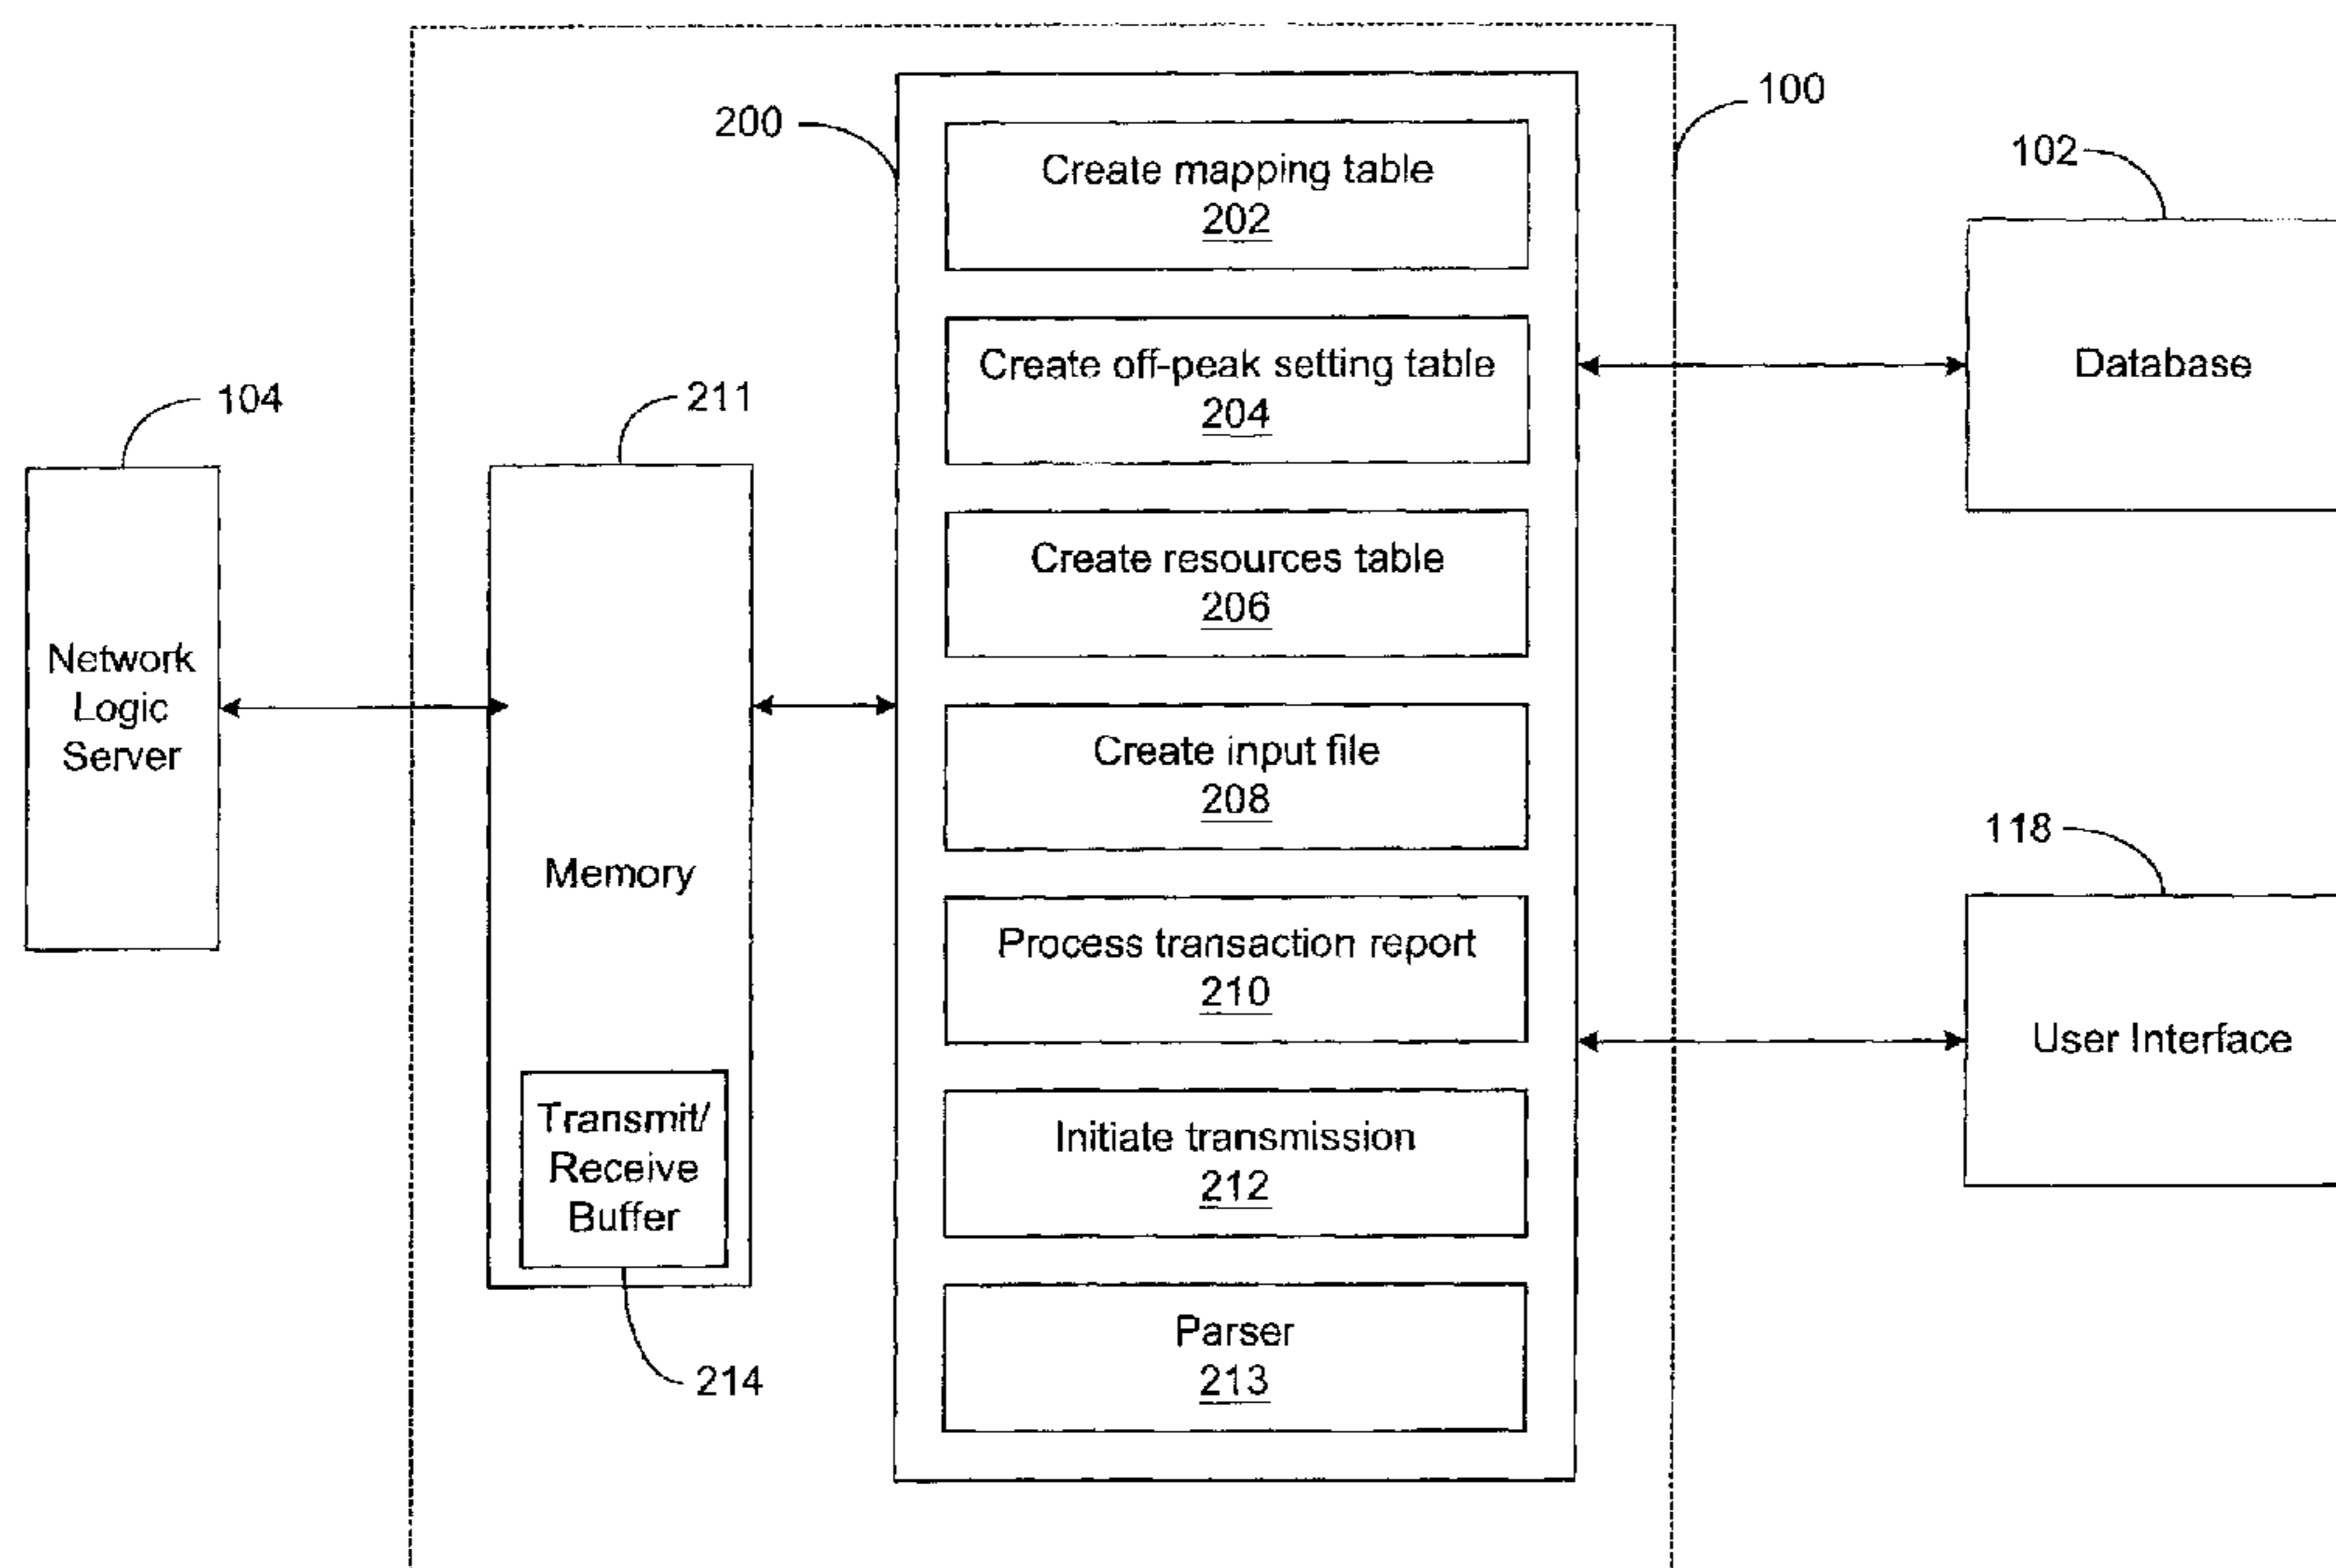 100
200
Create mapping table
202
102
Create off-peak setting table
204
Database
104
211
Create resources table
206
Network
Logic
Server
Create input file
208
Memory
118
Process transaction report
210
User Interface
Transmit/
Receive
Buffer
Initiate transmission
212
214
Parser
213